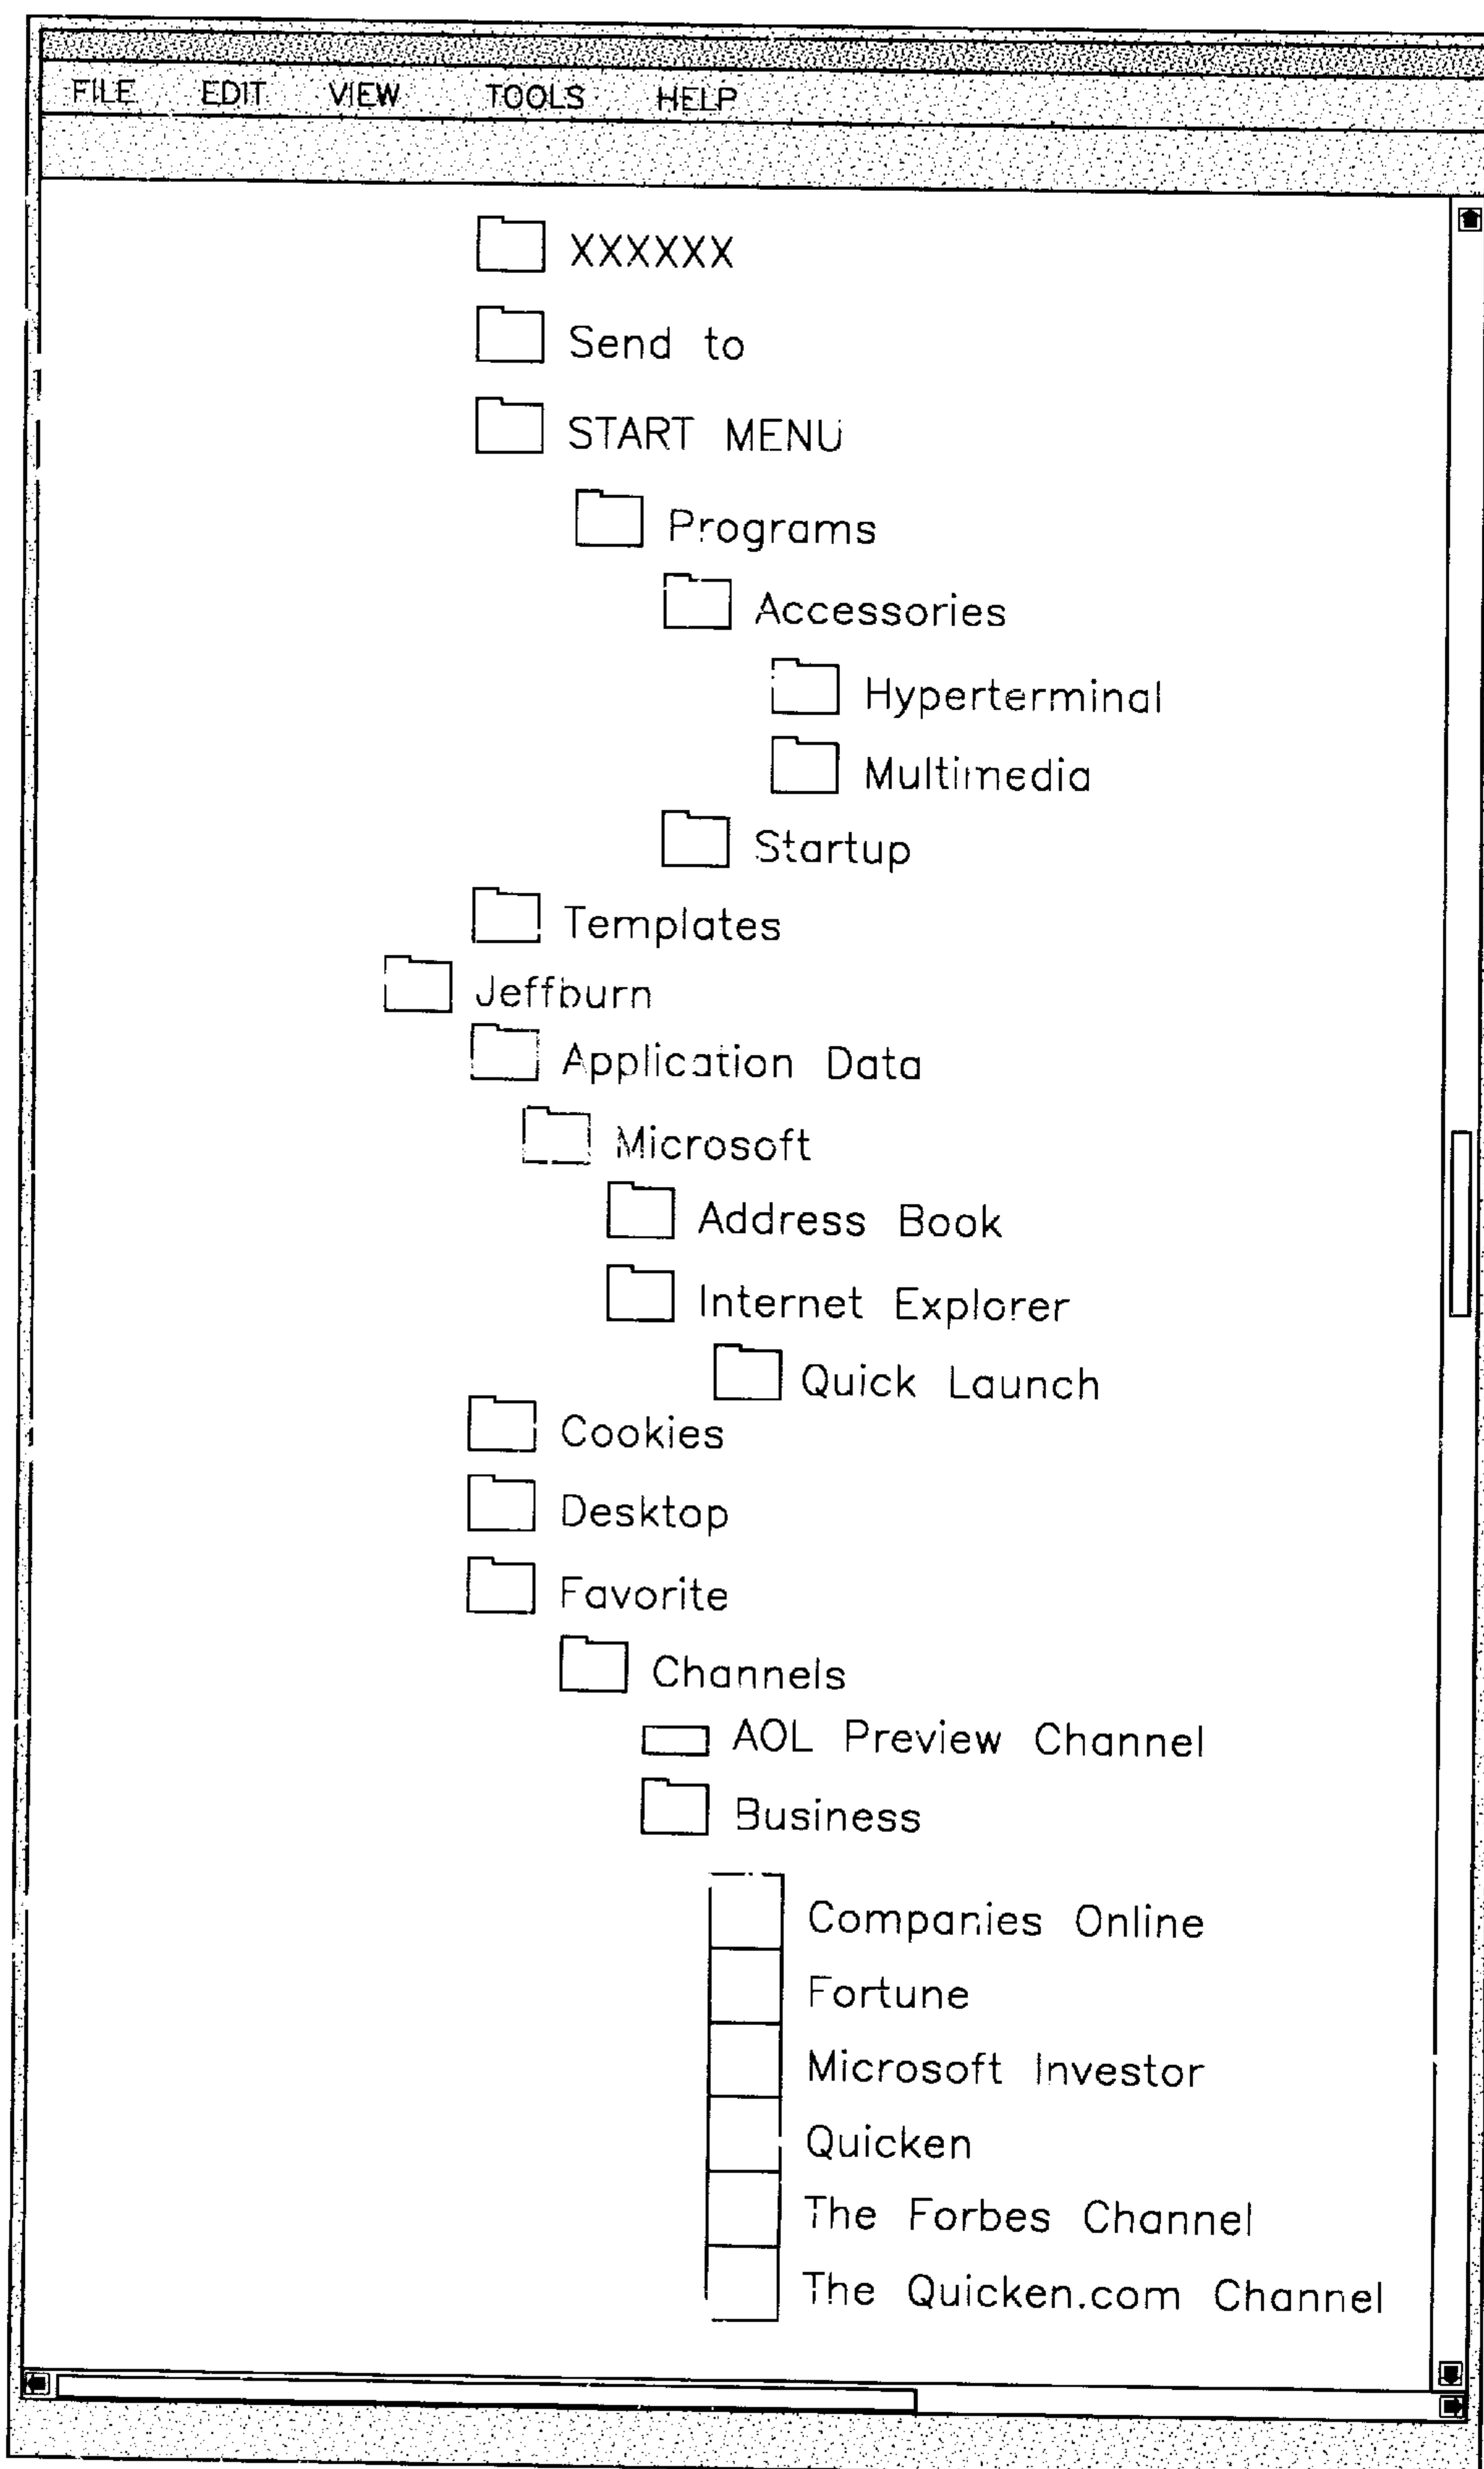 FILE EDIT VIEW TOOLS HELP
XXXXXX
Send to
START MENU
Programs
Accessories
Hyperterminal
Multimedia
Startup
Templates
Jeffburn
Application Data
Microsoft
Address Book
Internet Explorer
Quick Launch
Cookies
Desktop
Favorite
Channels
AOL Preview Channel
Business
Companies Online
Fortune
Microsoft Investor
Quicken
The Forbes Channel
The Quicken.com Channel